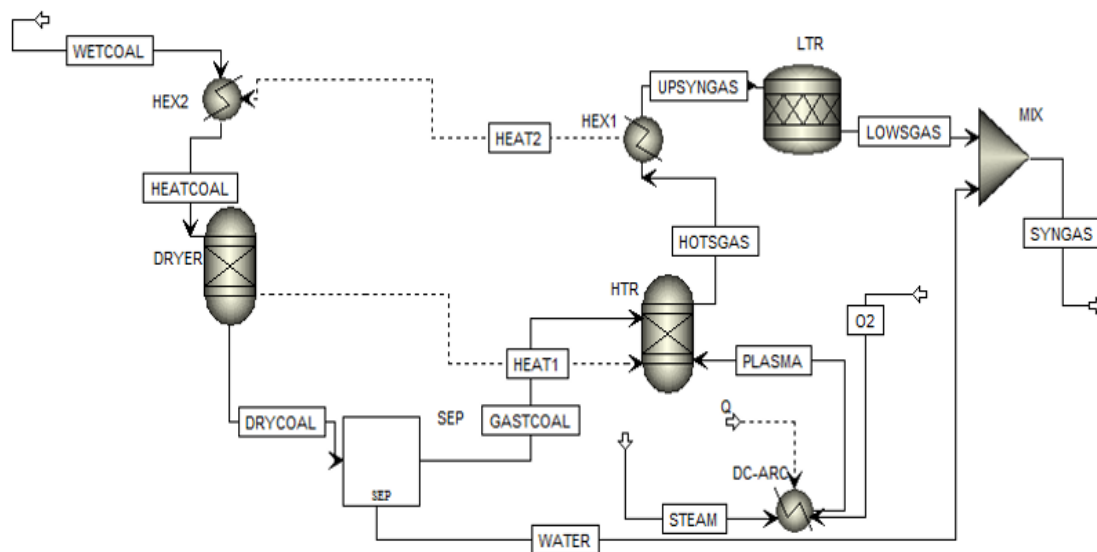 WETCOAL
LTR
UPSYNGAS
HEX2
HEX1
MIX
HEAT2
LOWSGAS
HEATCOAL
SYNGAS
HOTSGAS
DRYER
HTR
O2
HEAT1
PLASMA
DRYCOAL
SEP
GASTCOAL
Q
DC-ARC
SEP
STEAM
WATER